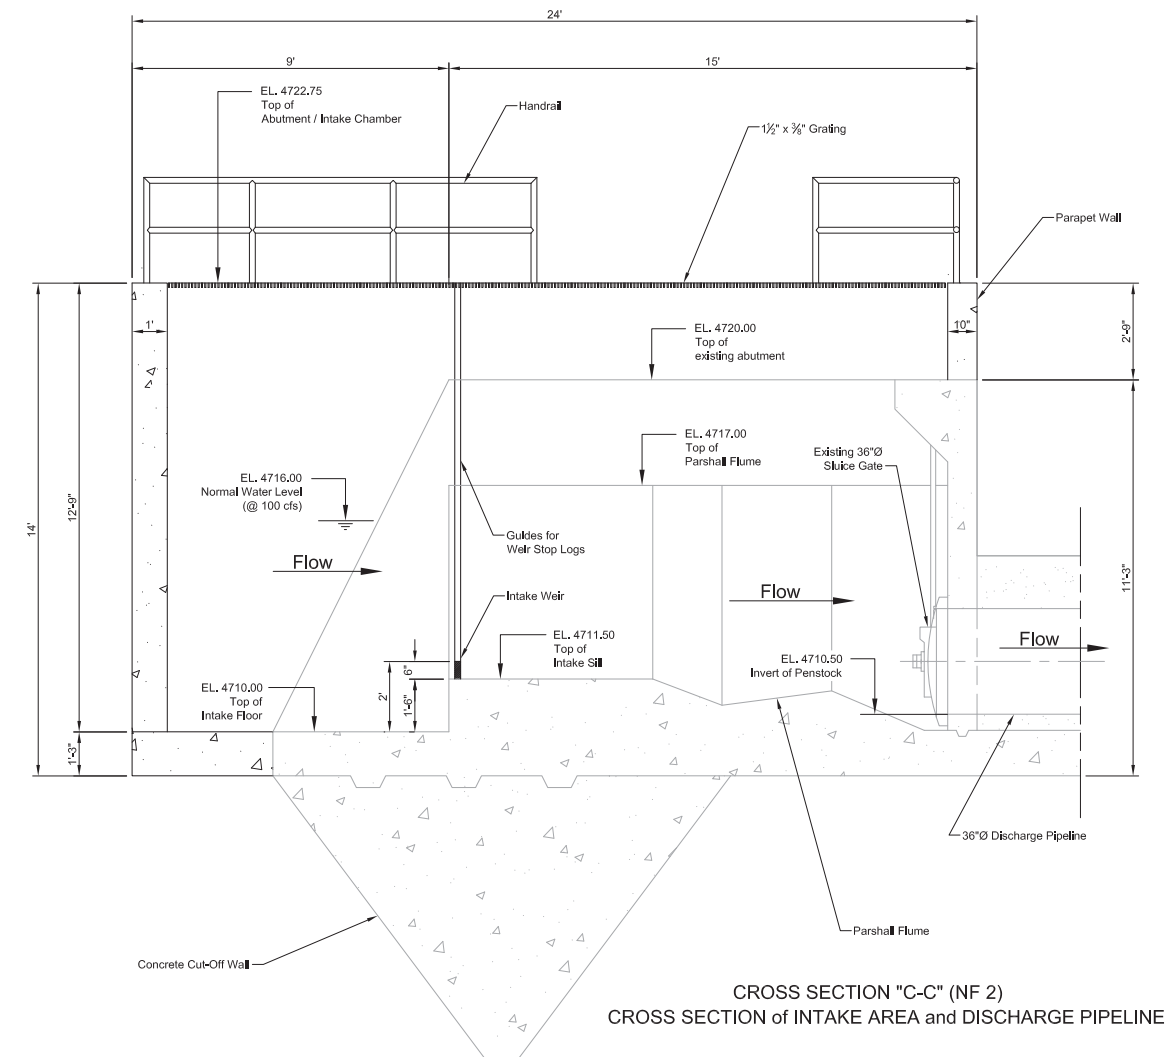 24'
9'
15'
EL. 4722.75
Top of
Abutment / Intake Chamber
Handrail
1½" x ⅜" Grating
Parapet Wall
1'
10"
2'-9"
EL. 4720.00
Top of
existing abutment
EL. 4717.00
Top of
Parshall Flume
Existing 36"Ø
Sluice Gate
EL. 4716.00
Normal Water Level
(@ 100 cfs)
12'-9"
14'
11'-3"
Guides for
Weir Stop Logs
Flow
Flow
Intake Weir
Flow
EL. 4711.50
Top of
Intake Sill
EL. 4710.50
Invert of Penstock
6"
2'
1'-6"
EL. 4710.00
Top of
Intake Floor
1'-3"
36"Ø Discharge Pipeline
Parshall Flume
Concrete Cut-Off Wall
CROSS SECTION "C-C" (NF 2)
CROSS SECTION of INTAKE AREA and DISCHARGE PIPELINE